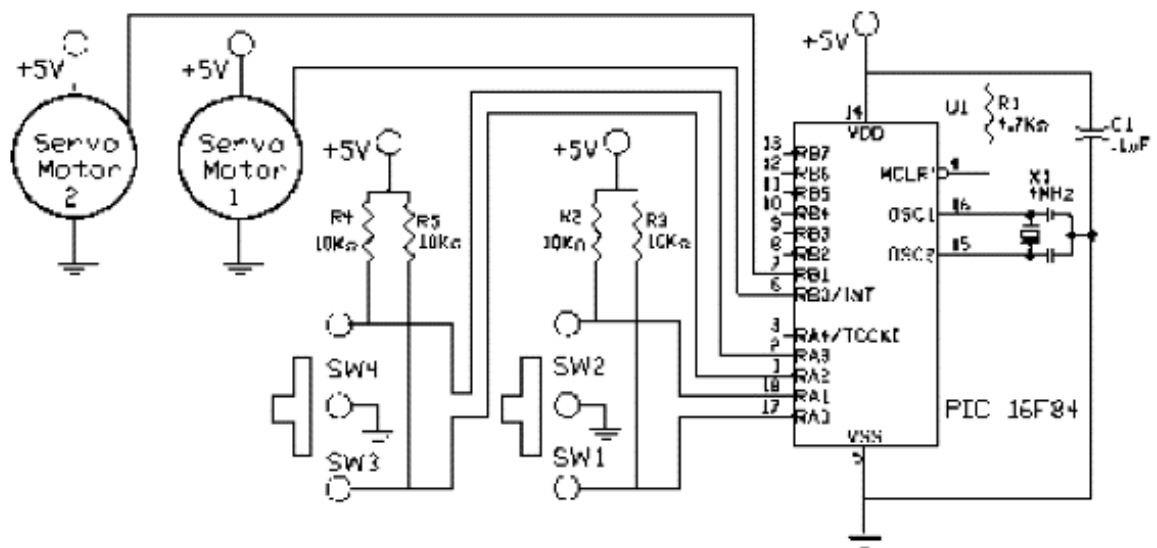 +5V
+5V
+5V
Servo
Motor
2
Servo
Motor
1
+5V
+5V
R4
10KΩ
R5
10KΩ
R2
10KΩ
R3
10KΩ
SW4
SW3
SW2
SW1
U1
R1
4.7KΩ
C1
.1uF
X1
4MHZ
14
VDD
13
RB7
12
RB6
11
RB5
10
RB4
9
RB3
8
RB2
7
RB1
6
RB0/INT
3
RA4/TOCKI
2
RA3
1
RA2
18
RA1
17
RA0
MCLR'
4
OSC1
16
OSC2
15
VSS
5
PIC 16F84